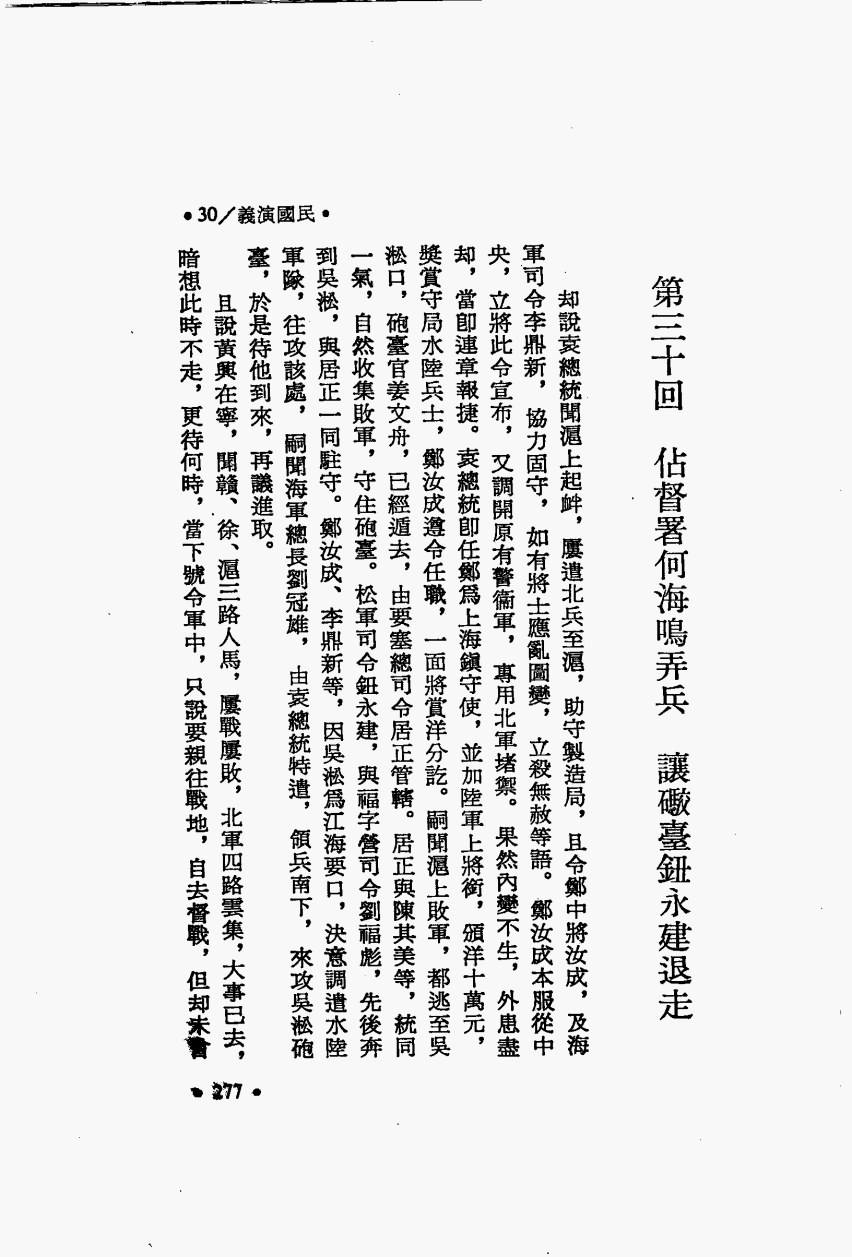 •30／義演國民•
第三十回　佔督署何海鳴弄兵　讓礮臺鈕永建退走
却說袁總統聞滬上起衅，屢遣北兵至滬，助守製造局，且令鄭中將汝成，及海
軍司令李鼎新，協力固守，如有將士應亂圖變，立殺無赦等語。鄭汝成本服從中
央，立將此令宣布，又調開原有警衞軍，專用北軍堵禦。果然內變不生，外患盡
却，當卽連章報捷。袁總統卽任鄭爲上海鎭守使，並加陸軍上將銜，頒洋十萬元，
獎賞守局水陸兵士，鄭汝成遵令任職，一面將賞洋分訖。嗣聞滬上敗軍，都逃至吳
淞口，砲臺官姜文舟，已經遁去，由要塞總司令居正管轄。居正與陳其美等，統同
一氣，自然收集敗軍，守住砲臺。松軍司令鈕永建，與福字營司令劉福彪，先後奔
到吳淞，與居正一同駐守。鄭汝成、李鼎新等，因吳淞爲江海要口，決意調遣水陸
軍隊，往攻該處，嗣聞海軍總長劉冠雄，由袁總統特遣，領兵南下，來攻吳淞砲
臺，於是待他到來，再議進取。
且說黃興在寧，聞贛、徐、滬三路人馬，屢戰屢敗，北軍四路雲集，大事已去，
暗想此時不走，更待何時，當下號令軍中，只說要親往戰地，自去督戰，但却未
•277•